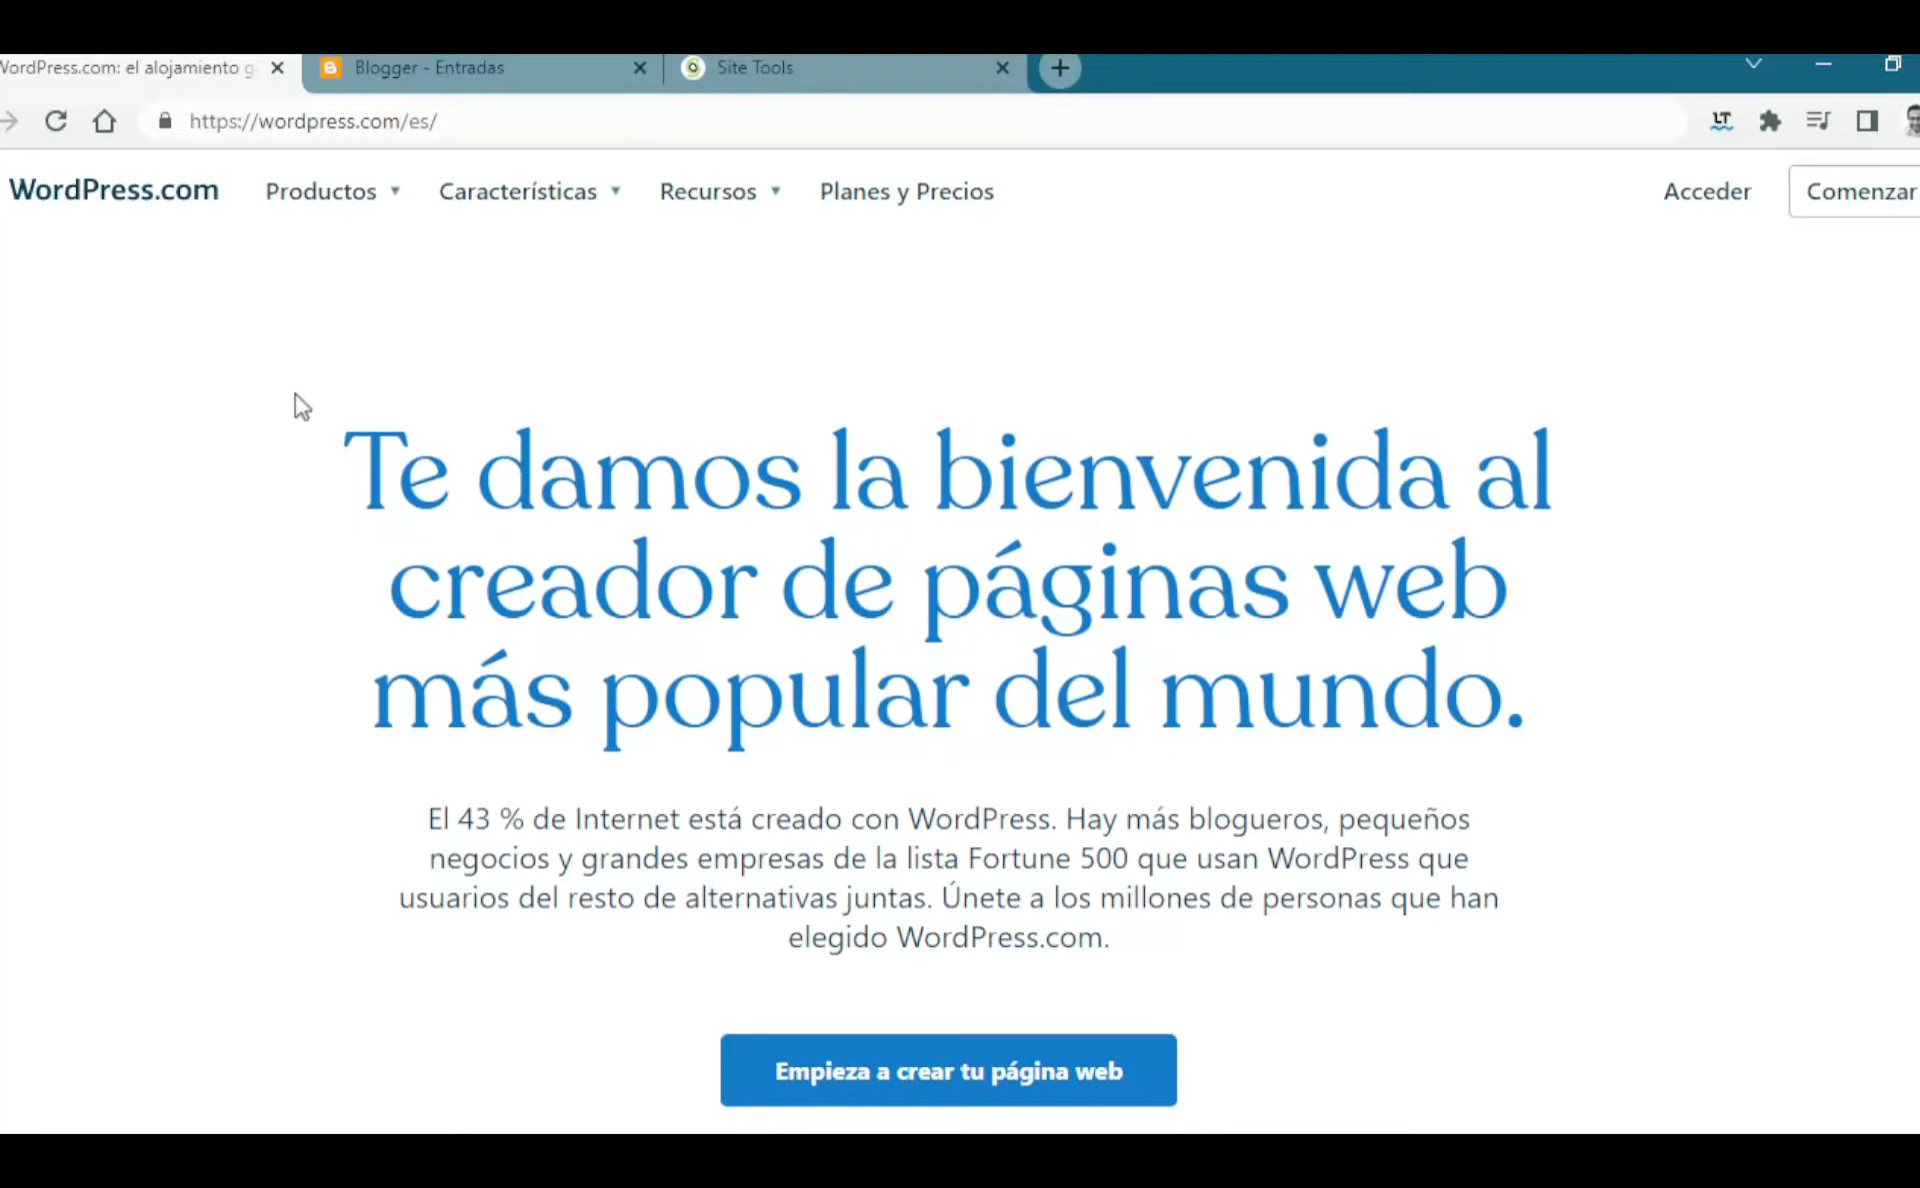 WordPress.com: el alojamiento g
Blogger - Entradas
Site Tools
https://wordpress.com/es/
WordPress.com
Productos
Características
Recursos
Planes y Precios
Acceder
Comenzar
Te damos la bienvenida al
creador de páginas web
más popular del mundo.
El 43 % de Internet está creado con WordPress. Hay más blogueros, pequeños
negocios y grandes empresas de la lista Fortune 500 que usan WordPress que
usuarios del resto de alternativas juntas. Únete a los millones de personas que han
elegido WordPress.com.
Empieza a crear tu página web